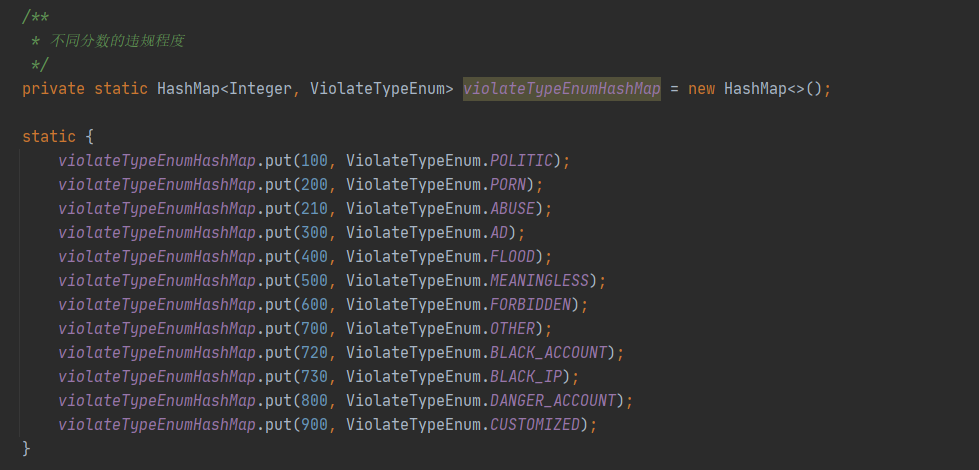 /**
 * 不同分数的违规程度
 */
private static HashMap<Integer, ViolateTypeEnum> violateTypeEnumHashMap = new HashMap<>();
static {
    violateTypeEnumHashMap.put(100, ViolateTypeEnum.POLITIC);
    violateTypeEnumHashMap.put(200, ViolateTypeEnum.PORN);
    violateTypeEnumHashMap.put(210, ViolateTypeEnum.ABUSE);
    violateTypeEnumHashMap.put(300, ViolateTypeEnum.AD);
    violateTypeEnumHashMap.put(400, ViolateTypeEnum.FLOOD);
    violateTypeEnumHashMap.put(500, ViolateTypeEnum.MEANINGLESS);
    violateTypeEnumHashMap.put(600, ViolateTypeEnum.FORBIDDEN);
    violateTypeEnumHashMap.put(700, ViolateTypeEnum.OTHER);
    violateTypeEnumHashMap.put(720, ViolateTypeEnum.BLACK_ACCOUNT);
    violateTypeEnumHashMap.put(730, ViolateTypeEnum.BLACK_IP);
    violateTypeEnumHashMap.put(800, ViolateTypeEnum.DANGER_ACCOUNT);
    violateTypeEnumHashMap.put(900, ViolateTypeEnum.CUSTOMIZED);
}